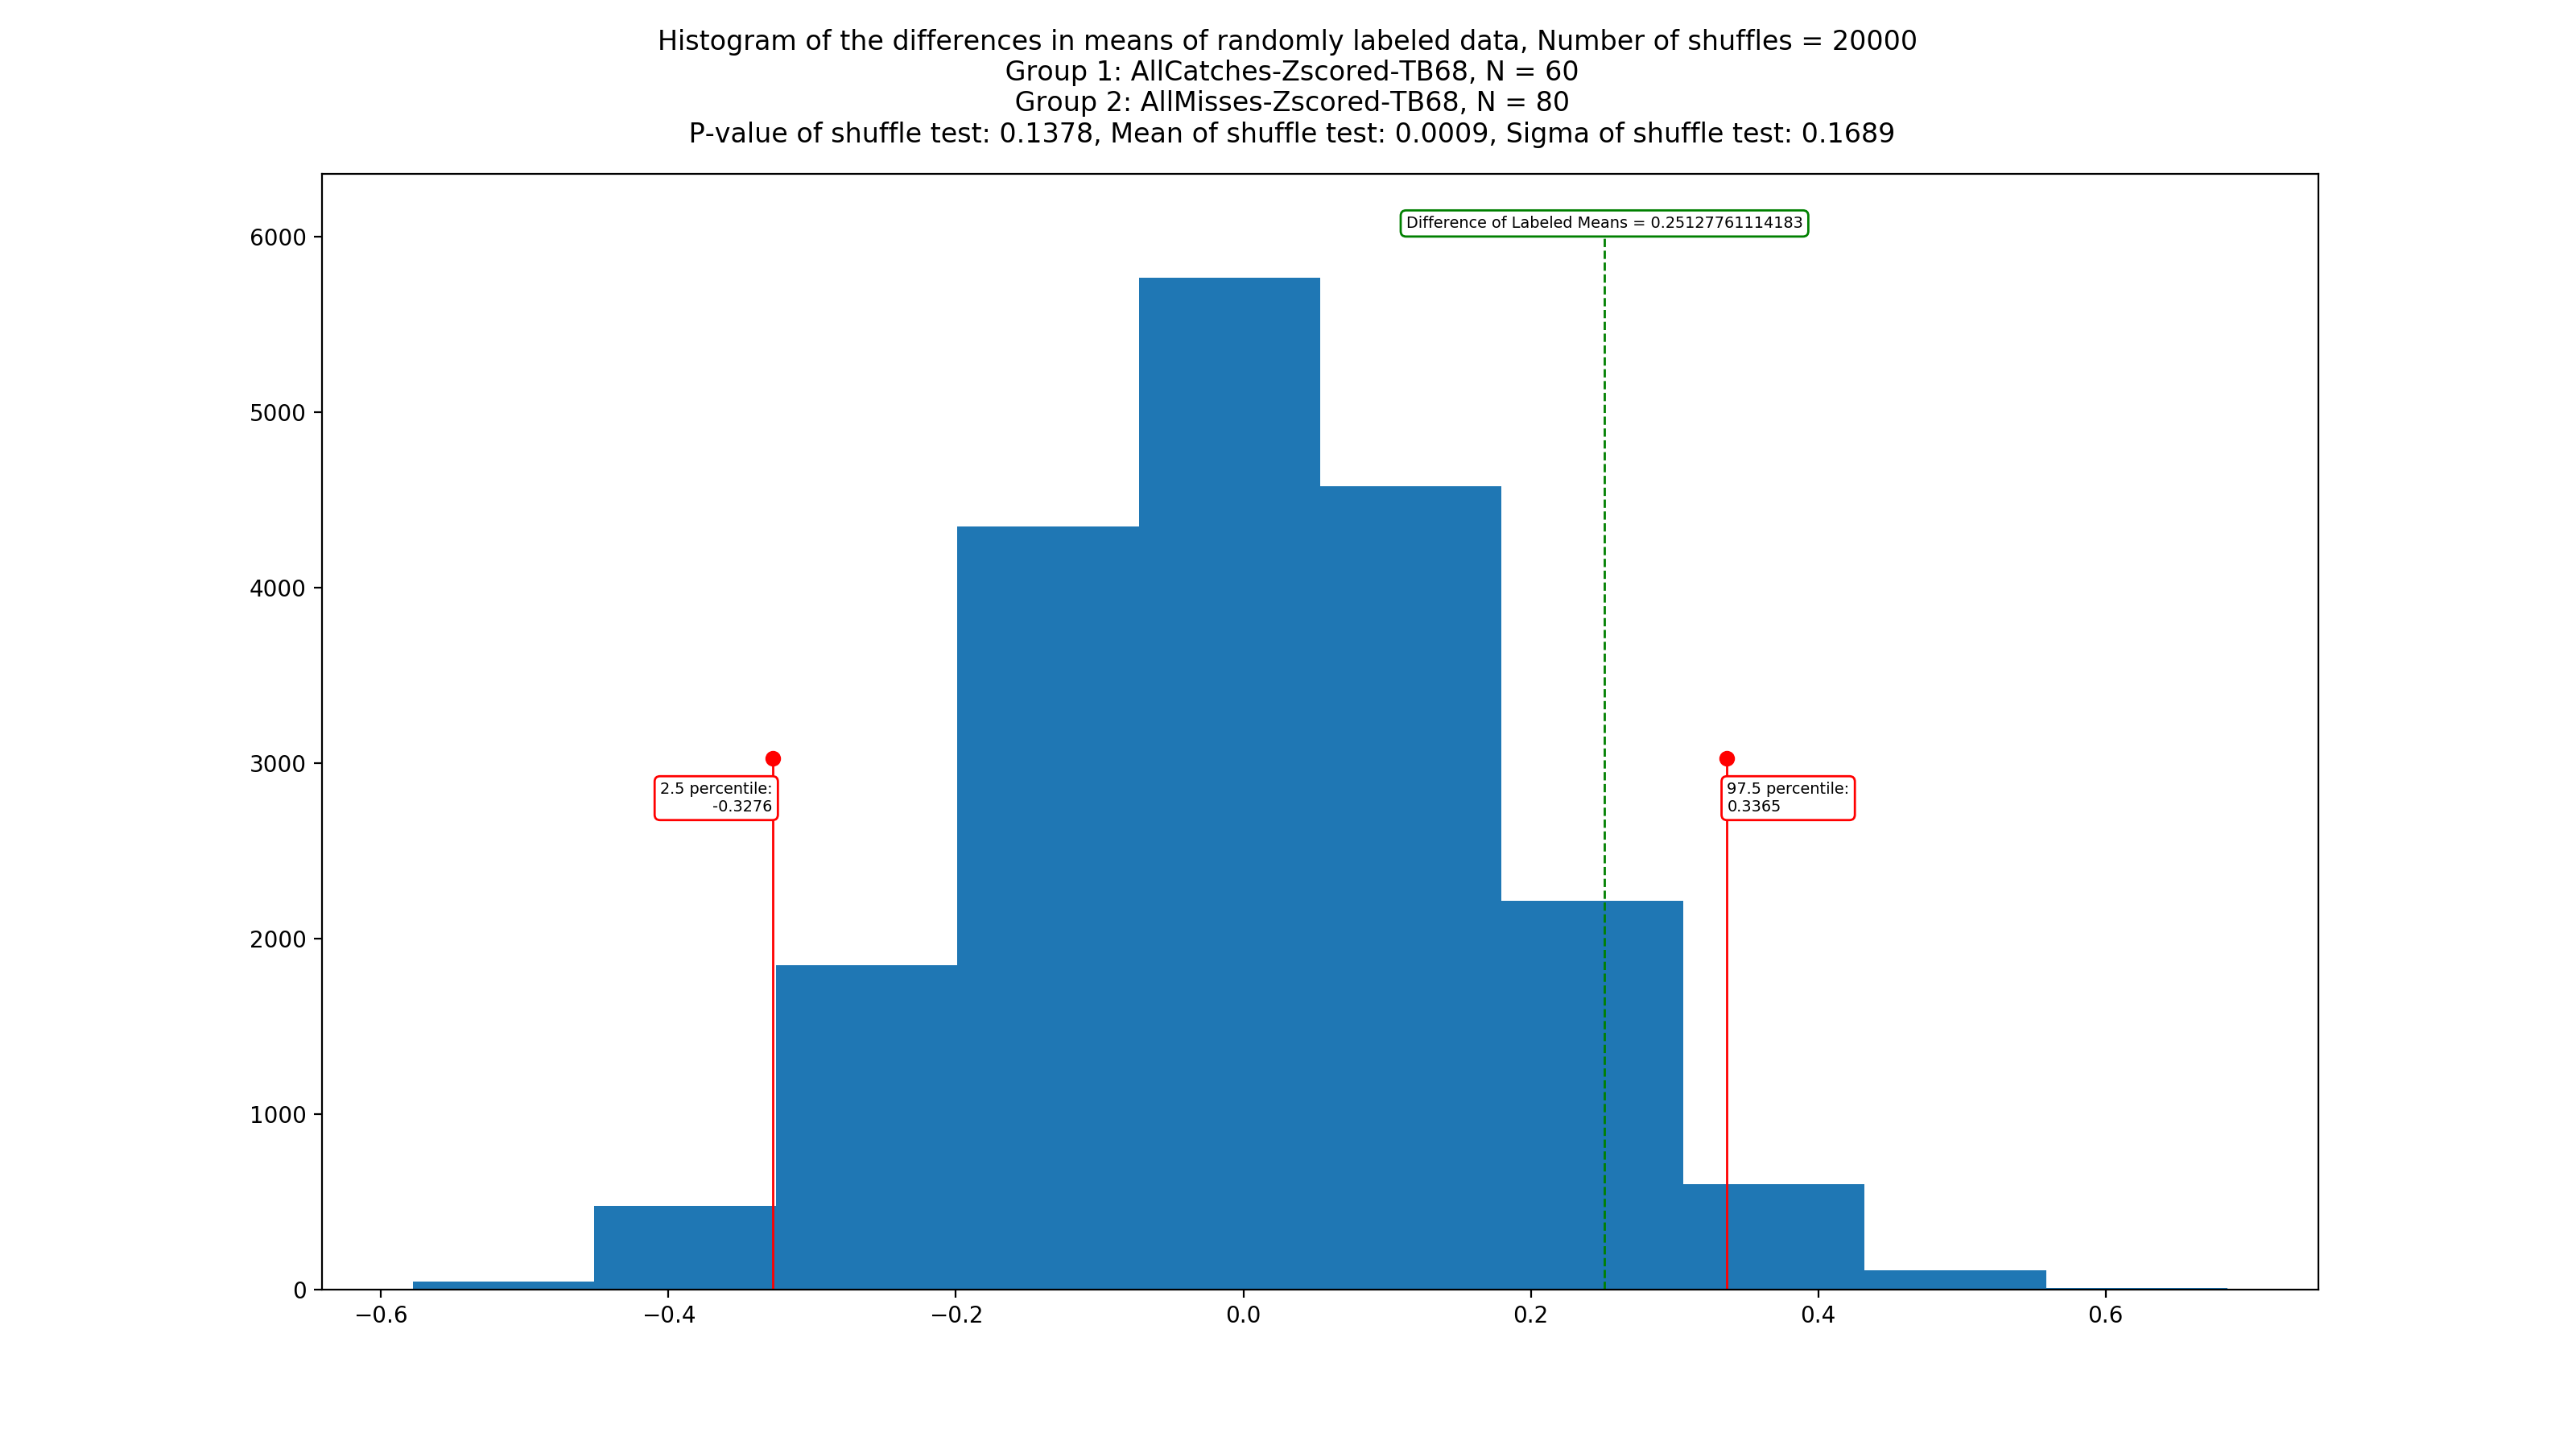 Histogram of the differences in means of randomly labeled data, Number of shuffles = 20000
Group 1: AllCatches-Zscored-TB68, N = 60
Group 2: AllMisses-Zscored-TB68, N = 80
P-value of shuffle test: 0.1378, Mean of shuffle test: 0.0009, Sigma of shuffle test: 0.1689
Difference of Labeled Means = 0.25127761114183
6000
5000
4000
3000
2000
1000
0
2.5 percentile:
-0.3276
97.5 percentile:
0.3365
−0.6
−0.4
−0.2
0.0
0.2
0.4
0.6